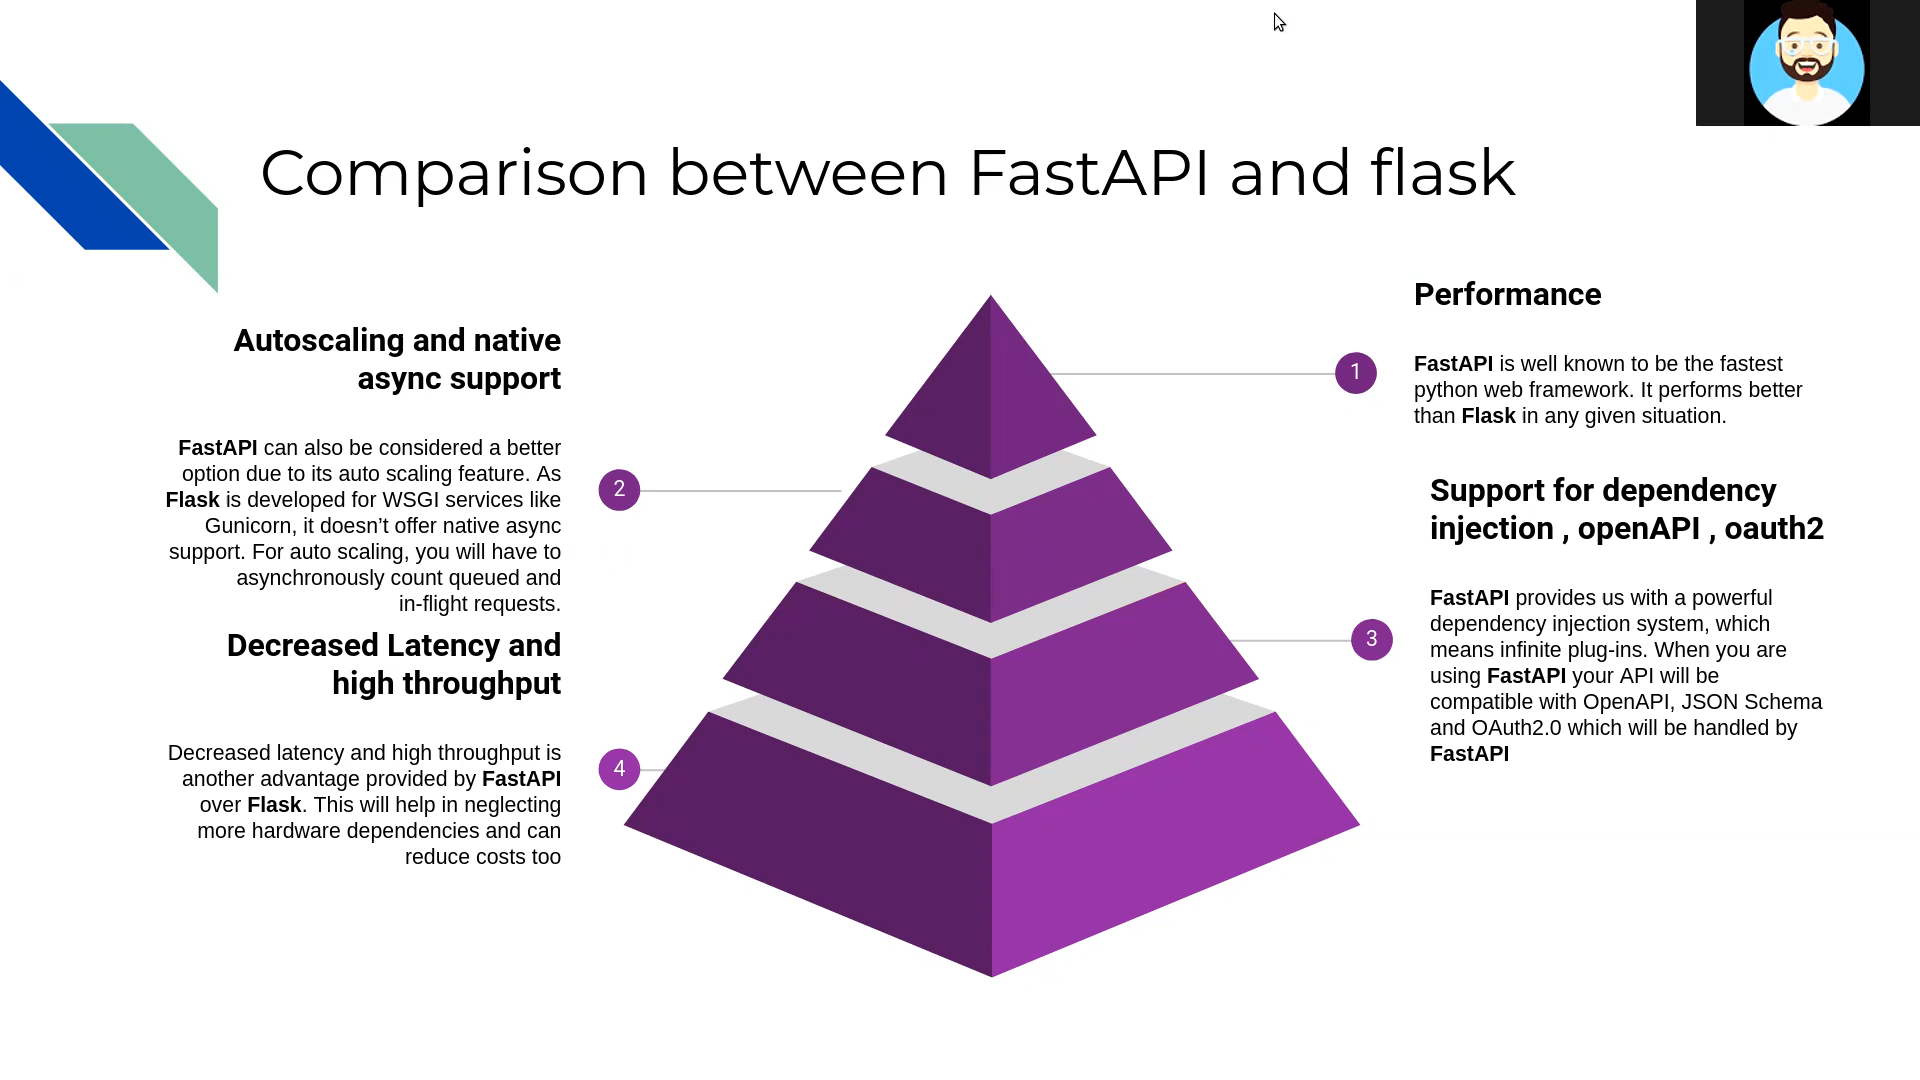 Comparison between FastAPI and flask
Performance
1
FastAPI is well known to be the fastest
python web framework. It performs better
than Flask in any given situation.
Autoscaling and native
async support
2
FastAPI can also be considered a better
option due to its auto scaling feature. As
Flask is developed for WSGI services like
Gunicorn, it doesn’t offer native async
support. For auto scaling, you will have to
asynchronously count queued and
in-flight requests.
Support for dependency
injection , openAPI , oauth2
3
FastAPI provides us with a powerful
dependency injection system, which
means infinite plug-ins. When you are
using FastAPI your API will be
compatible with OpenAPI, JSON Schema
and OAuth2.0 which will be handled by
FastAPI
Decreased Latency and
high throughput
4
Decreased latency and high throughput is
another advantage provided by FastAPI
over Flask. This will help in neglecting
more hardware dependencies and can
reduce costs too